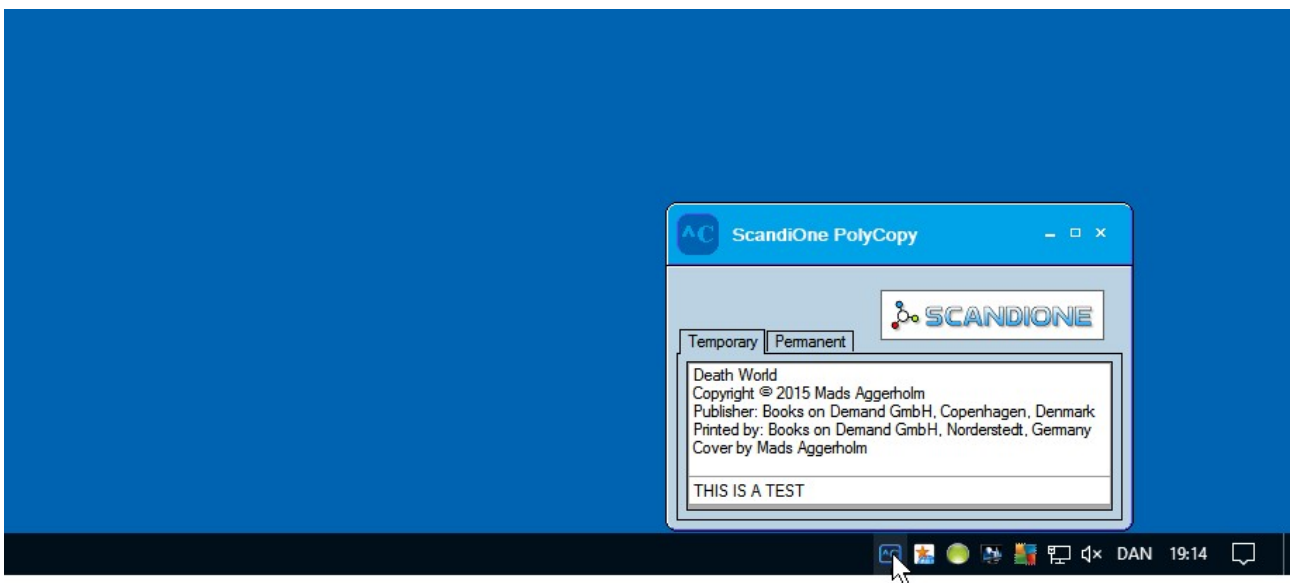 ^C ScandiOne PolyCopy
SCANDIONE
Temporary Permanent
Death World
Copyright © 2015 Mads Aggerholm
Publisher: Books on Demand GmbH, Copenhagen, Denmark
Printed by: Books on Demand GmbH, Norderstedt, Germany
Cover by Mads Aggerholm
THIS IS A TEST
^C DAN 19:14